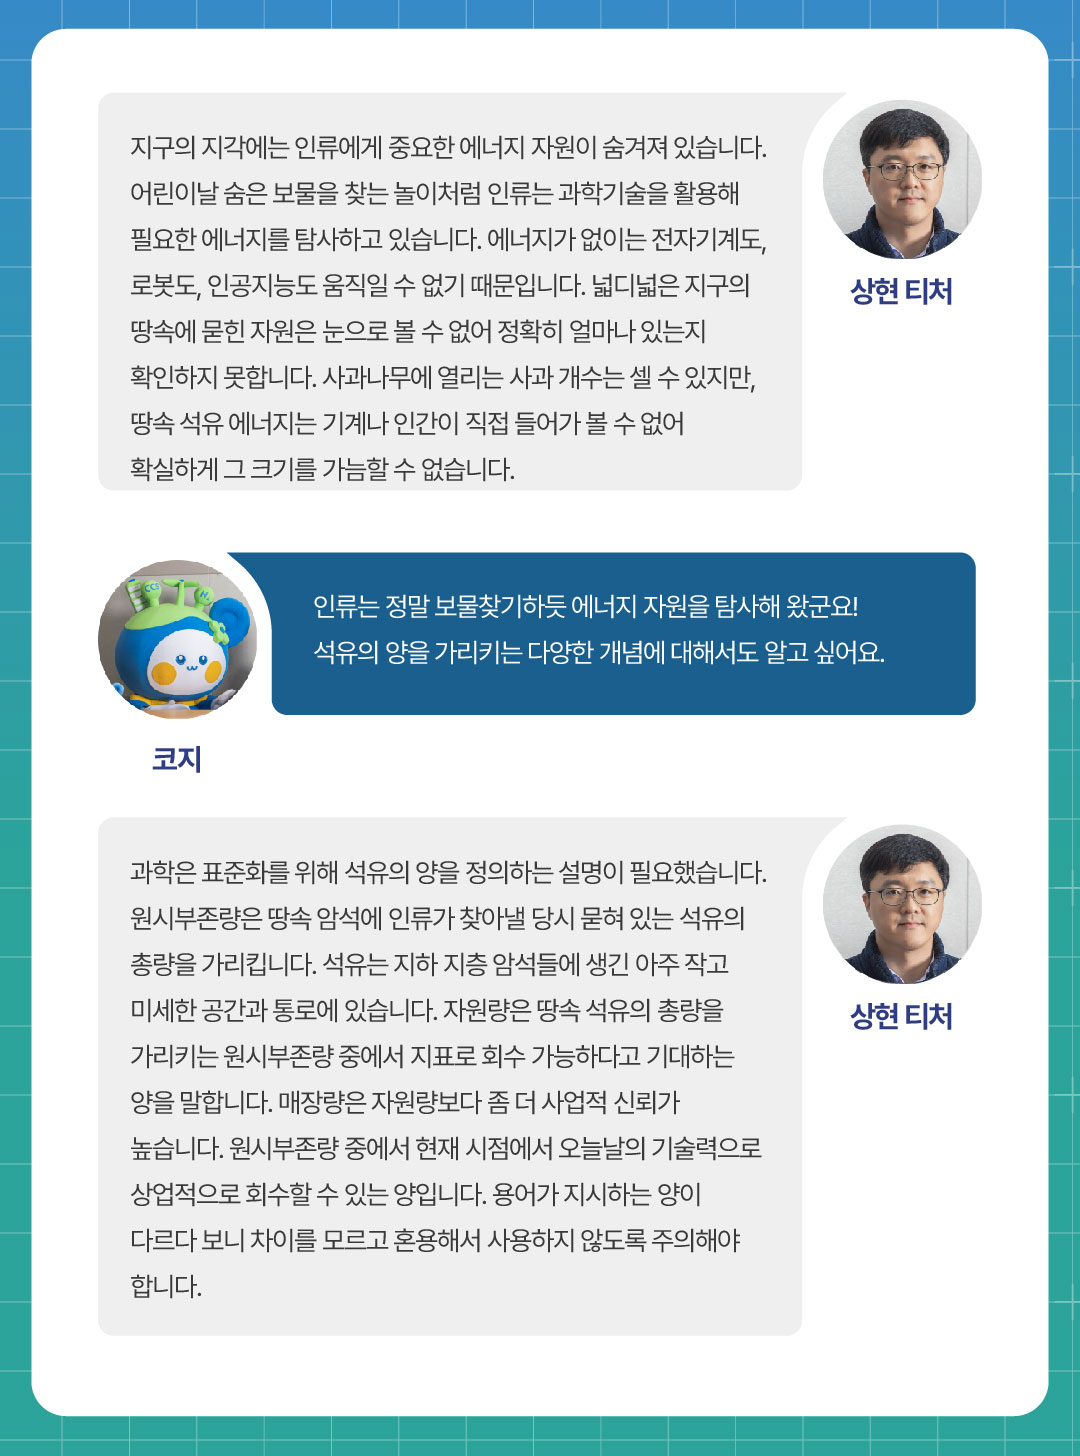 지구의 지각에는 인류에게 중요한 에너지 자원이 숨겨져 있습니다.
어린이날 숨은 보물을 찾는 놀이처럼 인류는 과학기술을 활용해
필요한 에너지를 탐사하고 있습니다. 에너지가 없이는 전자기계도,
로봇도, 인공지능도 움직일 수 없기 때문입니다. 넓디넓은 지구의
땅속에 묻힌 자원은 눈으로 볼 수 없어 정확히 얼마나 있는지
확인하지 못합니다. 사과나무에 열리는 사과 개수는 셀 수 있지만,
땅속 석유 에너지는 기계나 인간이 직접 들어가 볼 수 없어
확실하게 그 크기를 가늠할 수 없습니다.
상현 티처
CCS
H₂
인류는 정말 보물찾기하듯 에너지 자원을 탐사해 왔군요!
석유의 양을 가리키는 다양한 개념에 대해서도 알고 싶어요.
코지
과학은 표준화를 위해 석유의 양을 정의하는 설명이 필요했습니다.
원시부존량은 땅속 암석에 인류가 찾아낼 당시 묻혀 있는 석유의
총량을 가리킵니다. 석유는 지하 지층 암석들에 생긴 아주 작고
미세한 공간과 통로에 있습니다. 자원량은 땅속 석유의 총량을
가리키는 원시부존량 중에서 지표로 회수 가능하다고 기대하는
양을 말합니다. 매장량은 자원량보다 좀 더 사업적 신뢰가
높습니다. 원시부존량 중에서 현재 시점에서 오늘날의 기술력으로
상업적으로 회수할 수 있는 양입니다. 용어가 지시하는 양이
다르다 보니 차이를 모르고 혼용해서 사용하지 않도록 주의해야
합니다.
상현 티처